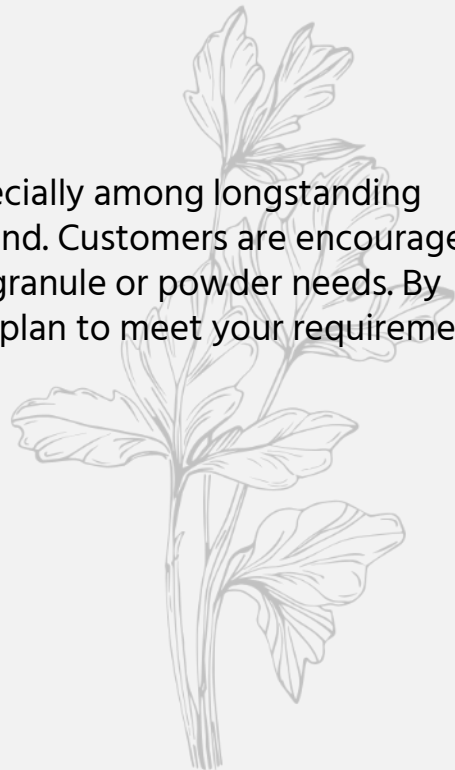 ecially among longstanding
nd. Customers are encourage
granule or powder needs. By
plan to meet your requireme